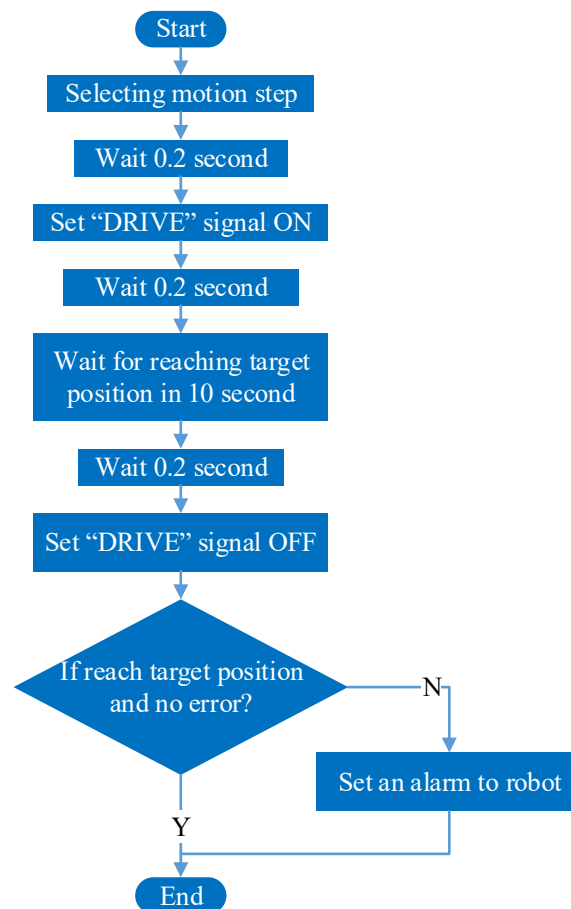 Start
Selecting motion step
Wait 0.2 second
Set “DRIVE” signal ON
Wait 0.2 second
Wait for reaching target
position in 10 second
Wait 0.2 second
Set “DRIVE” signal OFF
If reach target position
and no error?
N
Set an alarm to robot
Y
End